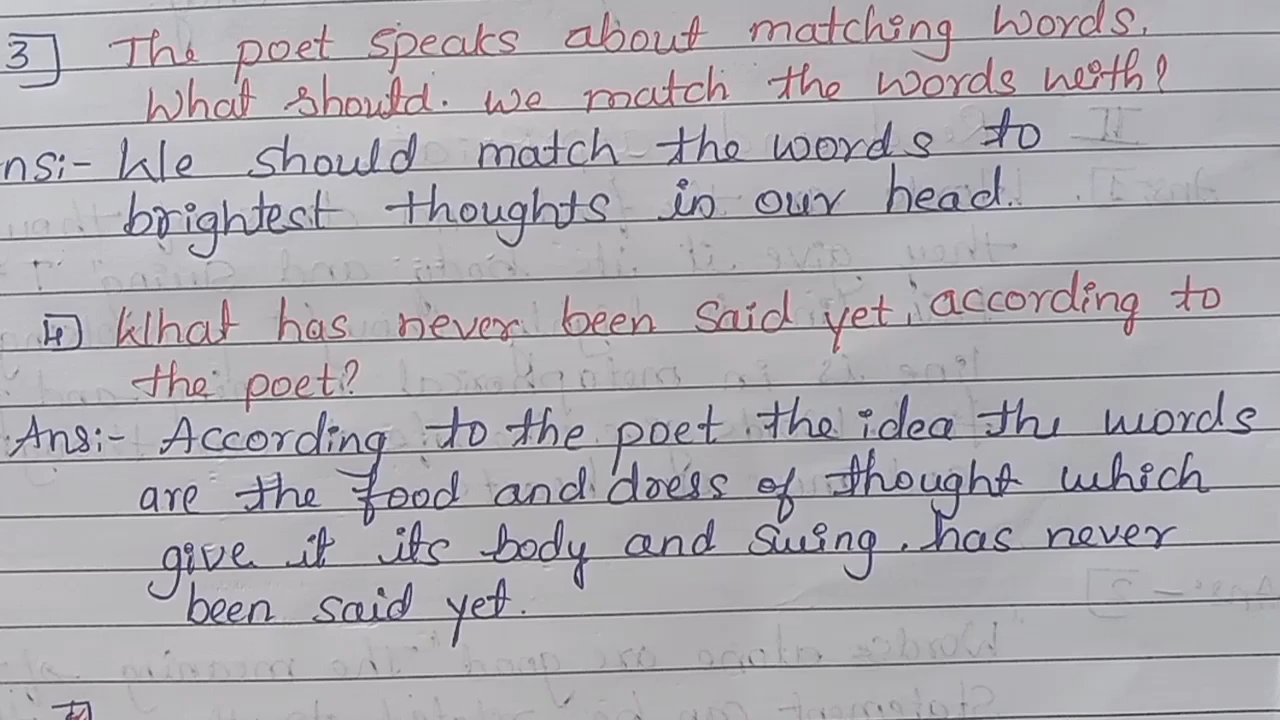 3 The poet speaks about matching words.
What should. we match the words with?
ns:- We should match the words to
brightest thoughts in our head.
4 What has never been said yet, according to
the poet?
Ans:- According to the poet the idea the words
are the food and dress of thought which
give it its body and swing. has never
been said yet.